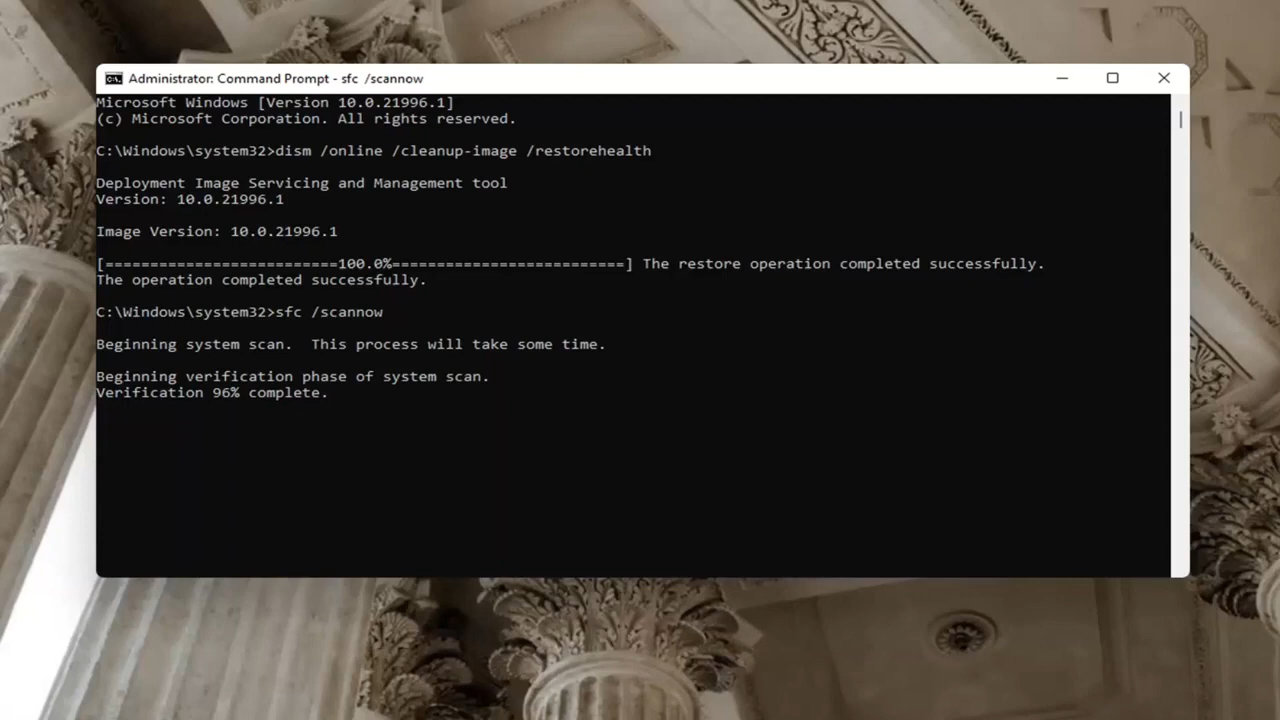 Administrator: Command Prompt - sfc /scannow
Microsoft Windows [Version 10.0.21996.1]
(c) Microsoft Corporation. All rights reserved.
C:\Windows\system32>dism /online /cleanup-image /restorehealth
Deployment Image Servicing and Management tool
Version: 10.0.21996.1
Image Version: 10.0.21996.1
[==========================100.0%==========================] The restore operation completed successfully.
The operation completed successfully.
C:\Windows\system32>sfc /scannow
Beginning system scan.  This process will take some time.
Beginning verification phase of system scan.
Verification 96% complete.